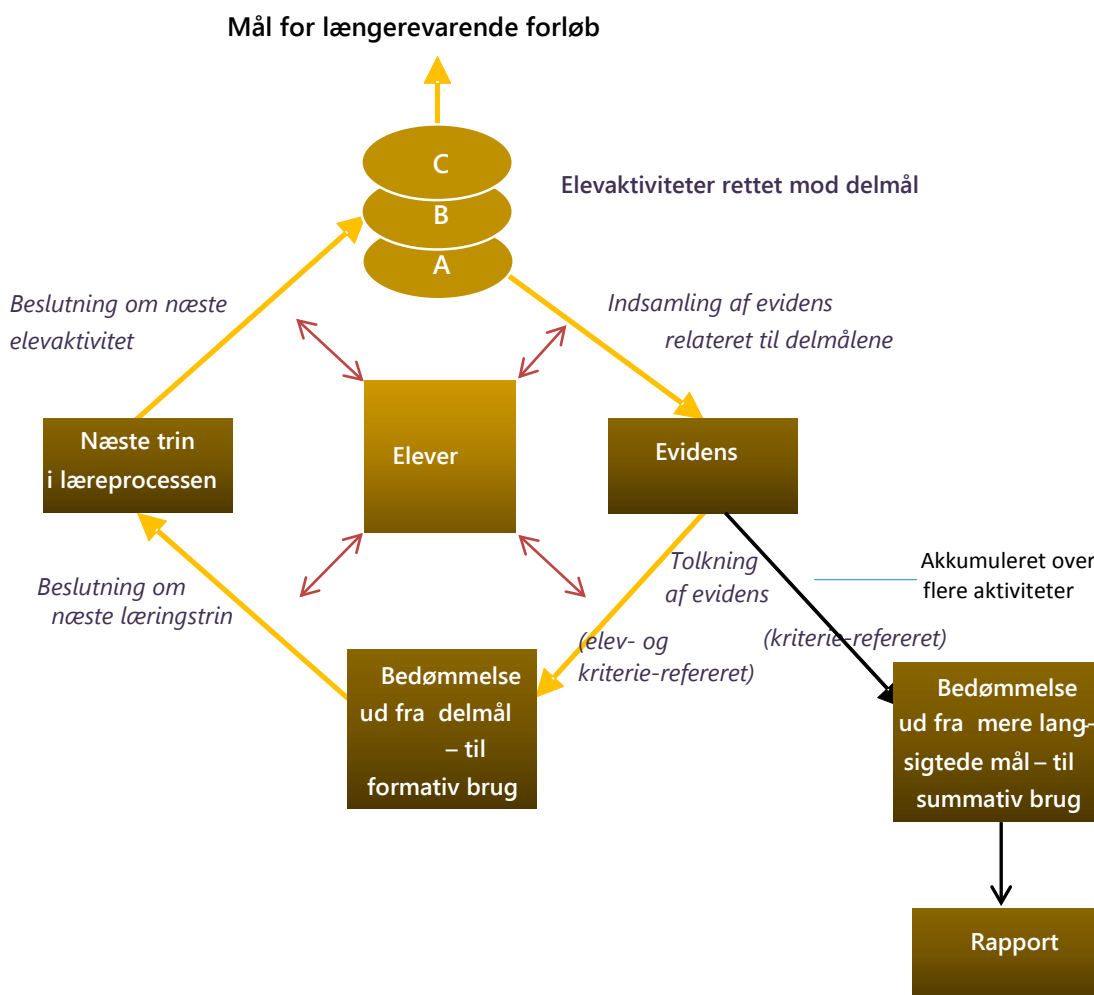 Mål for længerevarende forløb
C
B
A
Elevaktiviteter rettet mod delmål
Beslutning om næste
elevaktivitet
Indsamling af evidens
relateret til delmålene
Næste trin
i læreprocessen
Elever
Evidens
Beslutning om
næste læringstrin
Tolkning
af evidens
Akkumuleret over
flere aktiviteter
(elev- og
kriterie-refereret)
(kriterie-refereret)
Bedømmelse
ud fra delmål
– til
formativ brug
Bedømmelse
ud fra mere lang-
sigtede mål – til
summativ brug
Rapport